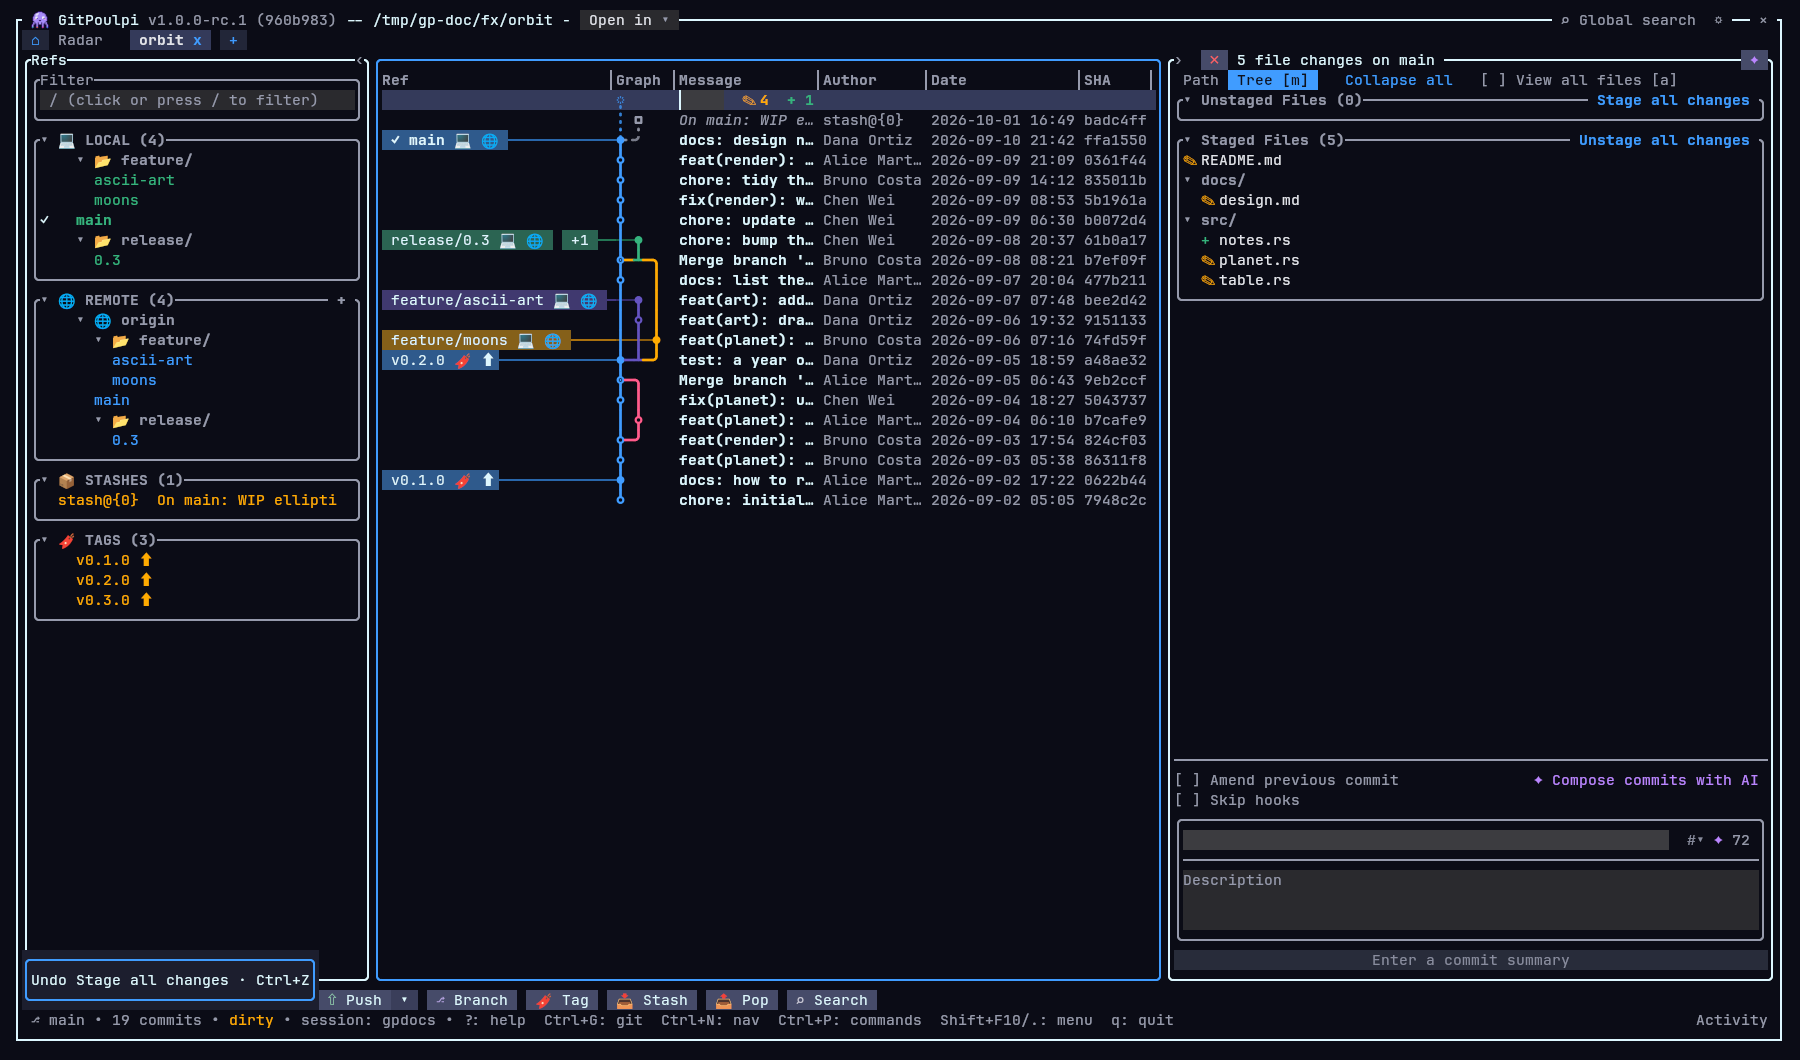 GitPoulpi v1.0.0-rc.1 (960b983) —— /tmp/gp-doc/fx/orbit - Open in ▾ ⌕ Global search ⚙ ×
⌂ Radar orbit x +
Refs ‹ › ✕ 5 file changes on main ✦
Filter Ref Graph Message Author Date SHA Path Tree [m] Collapse all [ ] View all files [a]
/ (click or press / to filter) ✎ 4 + 1 ▾ Unstaged Files (0) Stage all changes
On main: WIP e… stash@{0} 2026-10-01 16:49 badc4ff
▾ LOCAL (4) ✓ main docs: design n… Dana Ortiz 2026-09-10 21:42 ffa1550 ▾ Staged Files (5) Unstage all changes
▾ feature/ feat(render): … Alice Mart… 2026-09-09 21:09 0361f44 ✎ README.md
ascii-art chore: tidy th… Bruno Costa 2026-09-09 14:12 835011b ▾ docs/
moons fix(render): w… Chen Wei 2026-09-09 08:53 5b1961a ✎ design.md
✓ main chore: update … Chen Wei 2026-09-09 06:30 b0072d4 ▾ src/
▾ release/ release/0.3 +1 chore: bump th… Chen Wei 2026-09-08 20:37 61b0a17 + notes.rs
0.3 Merge branch '… Bruno Costa 2026-09-08 08:21 b7ef09f ✎ planet.rs
docs: list the… Alice Mart… 2026-09-07 20:04 477b211 ✎ table.rs
▾ REMOTE (4) + feature/ascii-art feat(art): add… Dana Ortiz 2026-09-07 07:48 bee2d42
▾ origin feat(art): dra… Dana Ortiz 2026-09-06 19:32 9151133
▾ feature/ feature/moons feat(planet): … Bruno Costa 2026-09-06 07:16 74fd59f
ascii-art v0.2.0 ⬆ test: a year o… Dana Ortiz 2026-09-05 18:59 a48ae32
moons Merge branch '… Alice Mart… 2026-09-05 06:43 9eb2ccf
main fix(planet): u… Chen Wei 2026-09-04 18:27 5043737
▾ release/ feat(planet): … Alice Mart… 2026-09-04 06:10 b7cafe9
0.3 feat(render): … Bruno Costa 2026-09-03 17:54 824cf03
feat(planet): … Bruno Costa 2026-09-03 05:38 86311f8
▾ STASHES (1) v0.1.0 ⬆ docs: how to r… Alice Mart… 2026-09-02 17:22 0622b44
stash@{0} On main: WIP ellipti chore: initial… Alice Mart… 2026-09-02 05:05 7948c2c
▾ TAGS (3)
v0.1.0 ⬆
v0.2.0 ⬆
v0.3.0 ⬆
[ ] Amend previous commit ✦ Compose commits with AI
[ ] Skip hooks
#▾ ✦ 72
Description
Enter a commit summary
Undo Stage all changes · Ctrl+Z
⇧ Push ▾ Branch Tag Stash Pop ⌕ Search
main • 19 commits • dirty • session: gpdocs • ?: help Ctrl+G: git Ctrl+N: nav Ctrl+P: commands Shift+F10/.: menu q: quit Activity